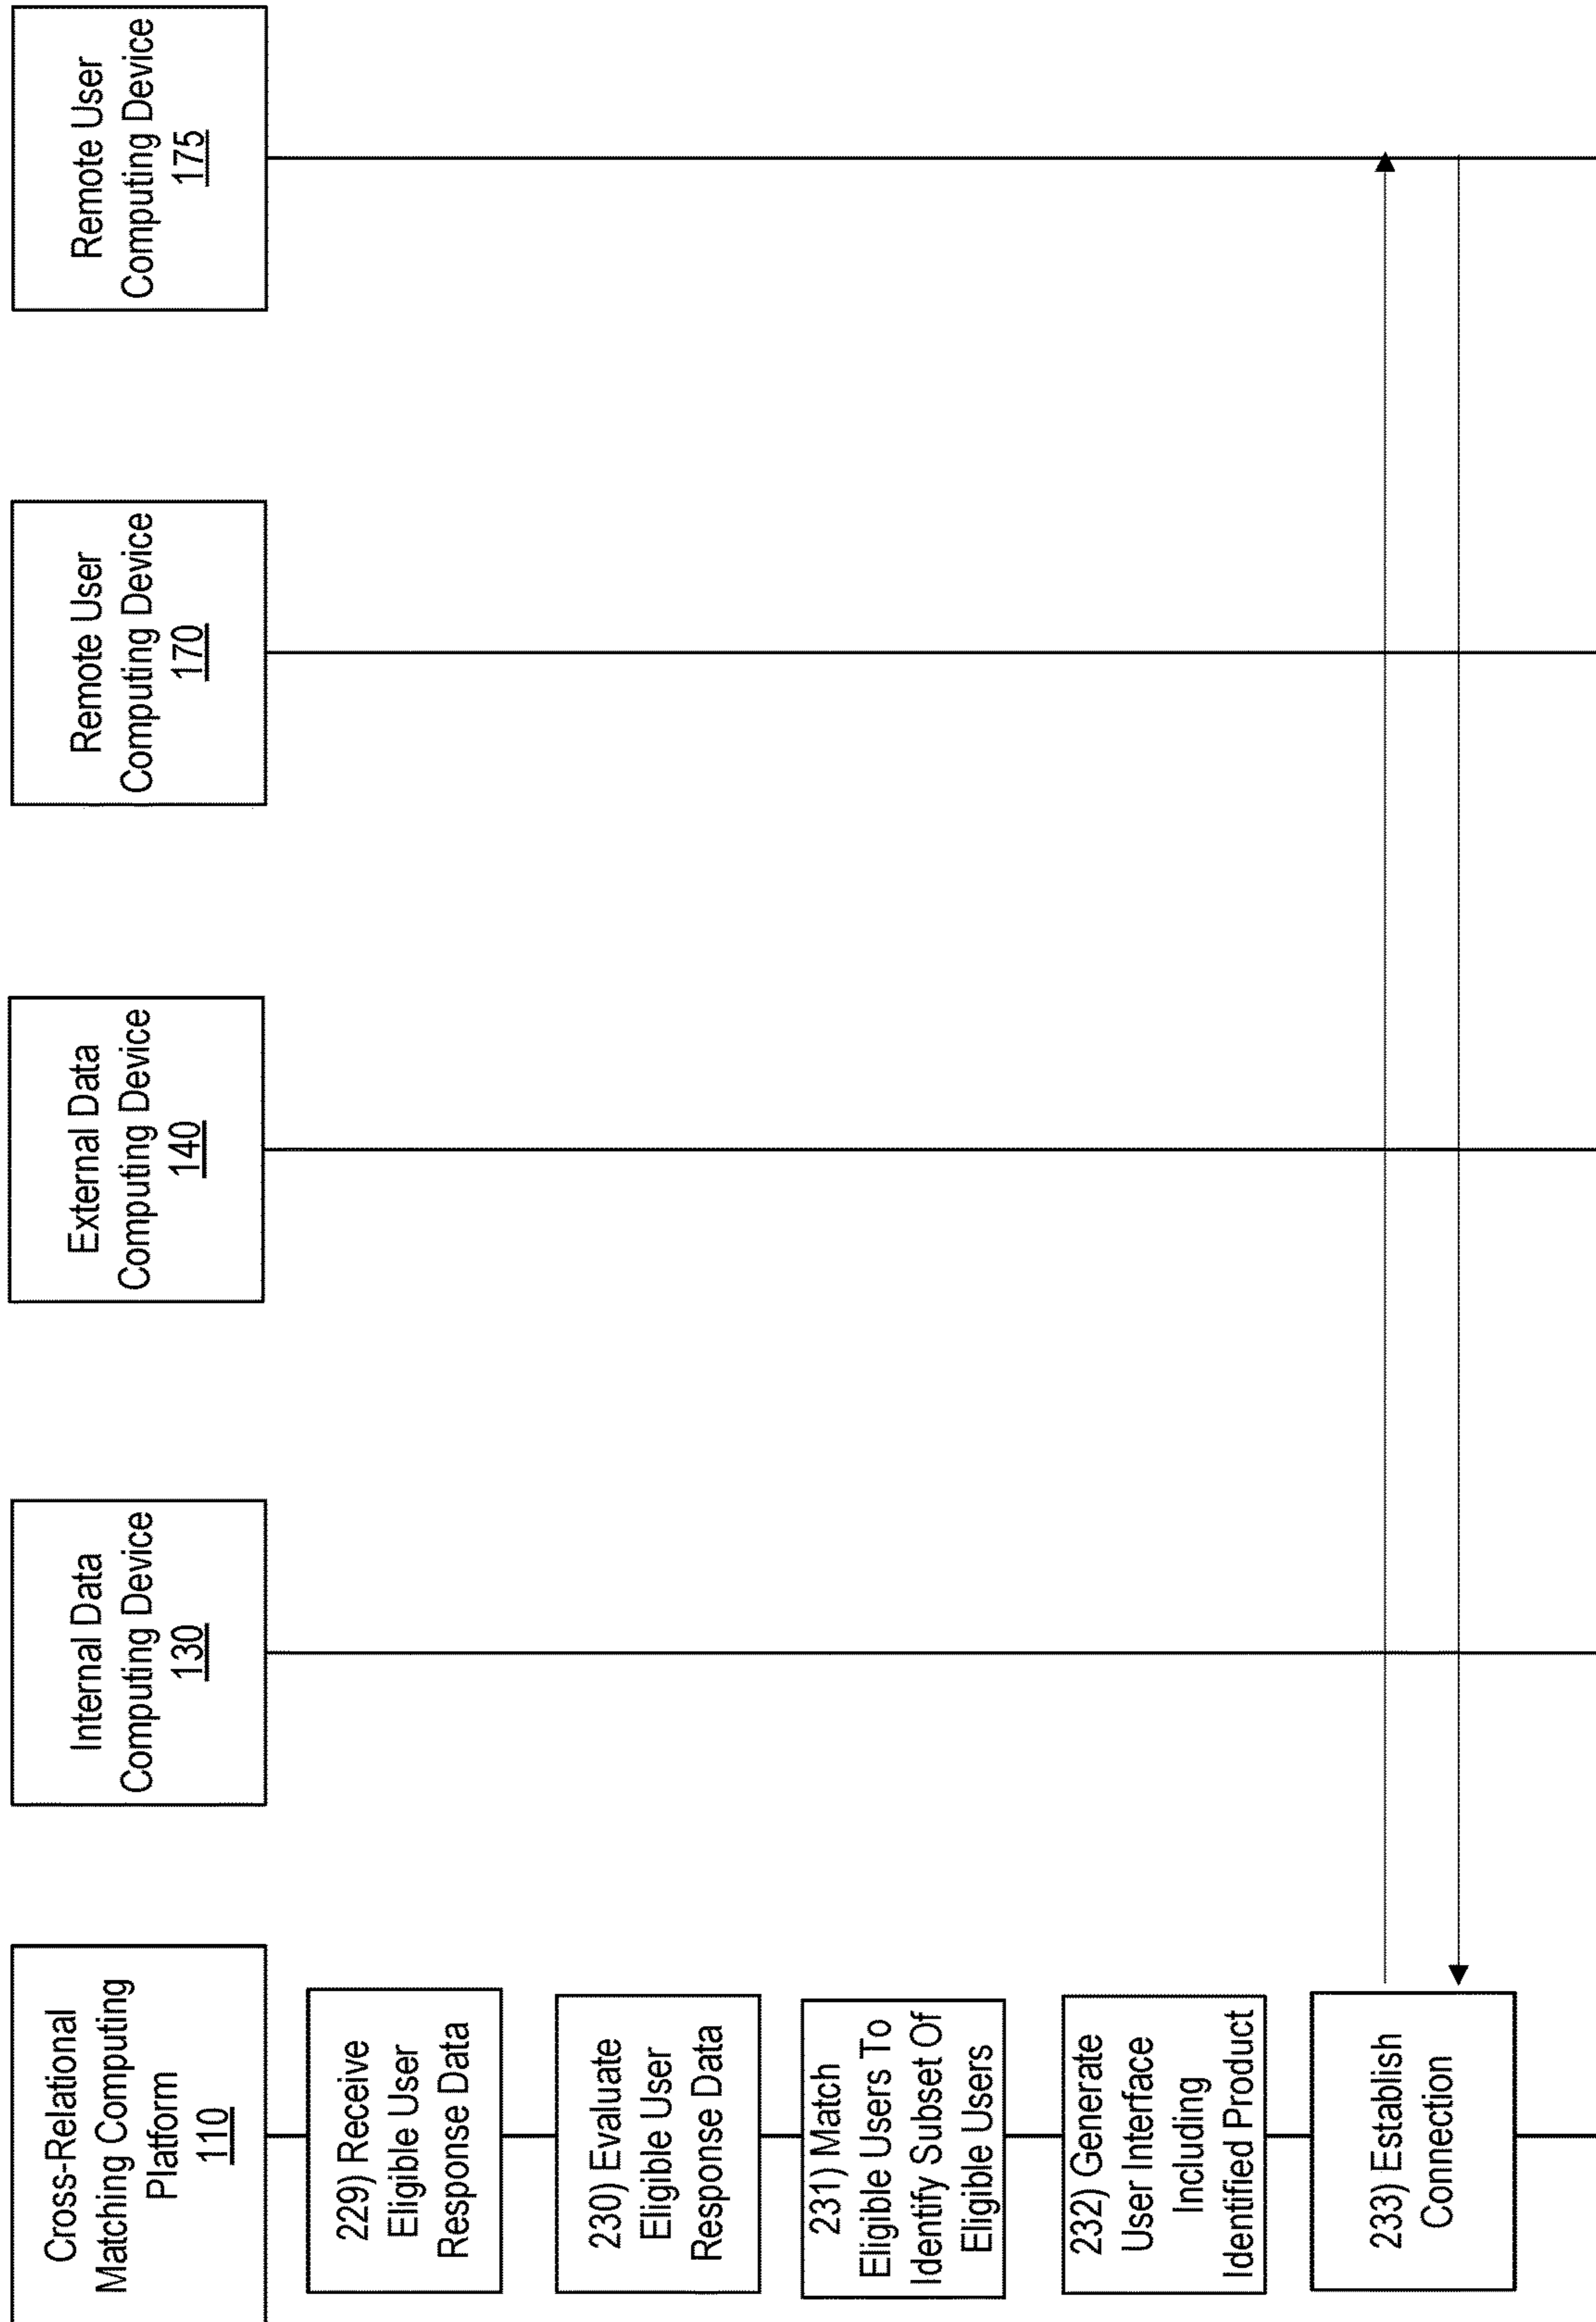 Cross-Relational
Matching Computing
Platform
110
Internal Data
Computing Device
130
External Data
Computing Device
140
Remote User
Computing Device
170
Remote User
Computing Device
175
229) Receive
Eligible User
Response Data
230) Evaluate
Eligible User
Response Data
231) Match
Eligible Users To
Identify Subset Of
Eligible Users
232) Generate
User Interface
Including
Identified Product
233) Establish
Connection